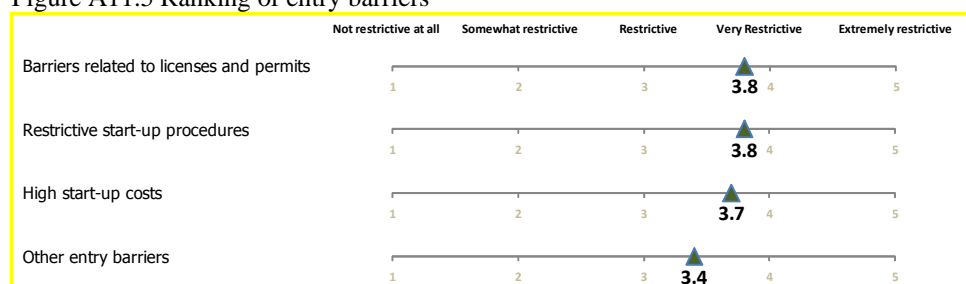 Figure A11.5 Ranking of entry barriers
Not restrictive at all Somewhat restrictive Restrictive Very Restrictive Extremely restrictive
Barriers related to licenses and permits
1 2 3 3.8 4 5
Restrictive start-up procedures
1 2 3 3.8 4 5
High start-up costs
1 2 3 3.7 4 5
Other entry barriers
1 2 3 3.4 4 5